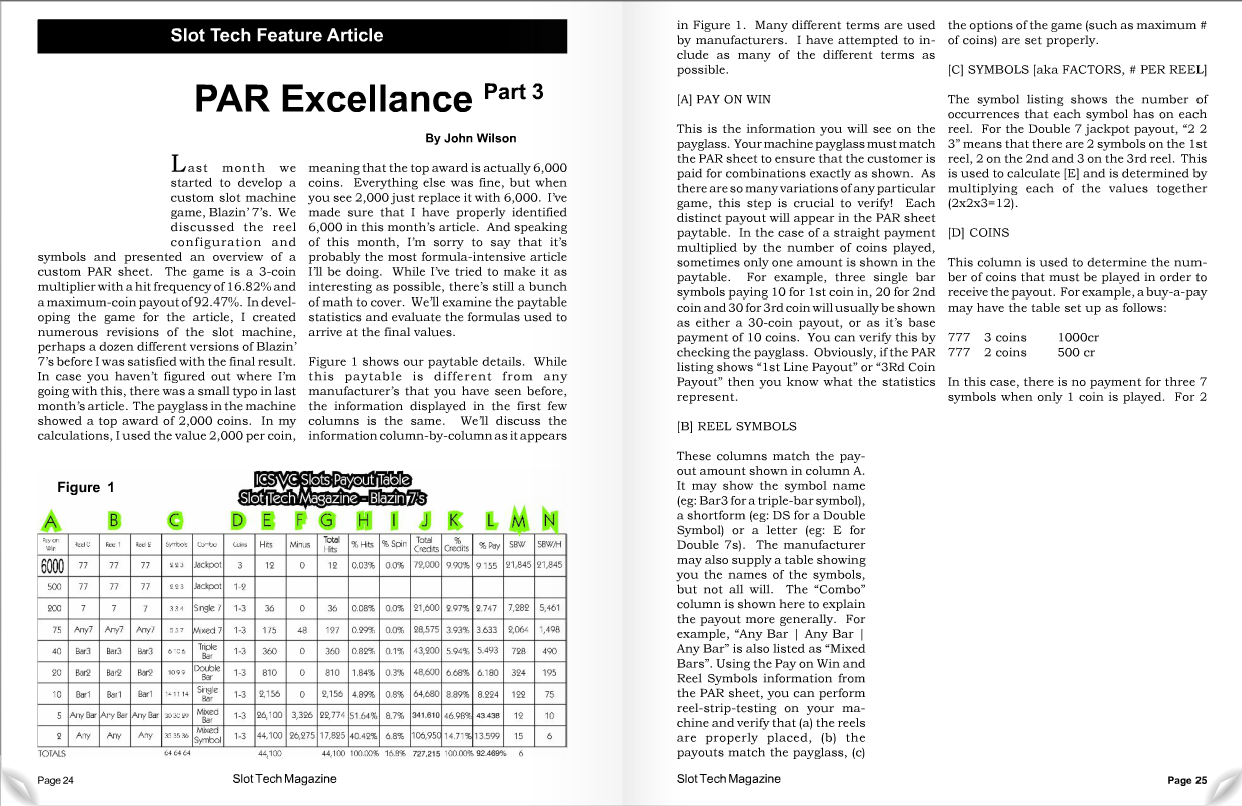 Slot Tech Feature Article
PAR Excellance Part 3
By John Wilson
Last month we
started to develop a
custom slot machine
game, Blazin' 7's. We
discussed the reel
configuration and
symbols and presented an overview of a
custom PAR sheet. The game is a 3-coin
multiplier with a hit frequency of 16.82% and
a maximum-coin payout of 92.47%. In devel-
oping the game for the article, I created
numerous revisions of the slot machine,
perhaps a dozen different versions of Blazin'
7's before I was satisfied with the final result.
In case you haven't figured out where I'm
going with this, there was a small typo in last
month's article. The payglass in the machine
showed a top award of 2,000 coins. In my
calculations, I used the value 2,000 per coin,
meaning that the top award is actually 6,000
coins. Everything else was fine, but when
you see 2,000 just replace it with 6,000. I've
made sure that I have properly identified
6,000 in this month's article. And speaking
of this month, I'm sorry to say that it's
probably the most formula-intensive article
I'll be doing. While I've tried to make it as
interesting as possible, there's still a bunch
of math to cover. We'll examine the paytable
statistics and evaluate the formulas used to
arrive at the final values.
Figure 1 shows our paytable details. While
this paytable is different from any
manufacturer's that you have seen before,
the information displayed in the first few
columns is the same. We'll discuss the
information column-by-column as it appears
Figure 1
ICS VC Slots Payout Table
Slot Tech Magazine - Blazin 7's
A B C D E F G H I J K L M N
Pay on Win Reel 0 Reel 1 Reel 2 Symbols Combo Coins Hits Minus Total Hits % Hits % Spin Total Credits % Credits % Pay SBW SBW/H
6000 77 77 77 2 2 3 Jackpot 3 12 0 12 0.03% 0.0% 72,000 9.90% 9.155 21,845 21,845
500 77 77 77 2 2 3 Jackpot 1-2
200 7 7 7 3 3 4 Single 7 1-3 36 0 36 0.08% 0.0% 21,600 2.97% 2.747 7,282 5,461
75 Any7 Any7 Any7 5 5 7 Mixed 7 1-3 175 48 127 0.29% 0.0% 28,575 3.93% 3.633 2,064 1,498
40 Bar3 Bar3 Bar3 6 10 6 Triple Bar 1-3 360 0 360 0.82% 0.1% 43,200 5.94% 5.493 728 490
20 Bar2 Bar2 Bar2 10 9 9 Double Bar 1-3 810 0 810 1.84% 0.3% 48,600 6.68% 6.180 324 195
10 Bar1 Bar1 Bar1 14 11 14 Single Bar 1-3 2,156 0 2,156 4.89% 0.8% 64,680 8.89% 8.224 122 75
5 Any Bar Any Bar Any Bar 30 30 29 Mixed Bar 1-3 26,100 3,326 22,774 51.64% 8.7% 341,610 46.98% 43.438 12 10
2 Any Any Any 35 35 36 Mixed Symbol 1-3 44,100 26,275 17,825 40.42% 6.8% 106,950 14.71% 13.599 15 6
TOTALS 64 64 64 44,100 44,100 100.00% 16.8% 727,215 100.00% 92.469% 6
Page 24
Slot Tech Magazine
in Figure 1. Many different terms are used
by manufacturers. I have attempted to in-
clude as many of the different terms as
possible.
[A] PAY ON WIN
This is the information you will see on the
payglass. Your machine payglass must match
the PAR sheet to ensure that the customer is
paid for combinations exactly as shown. As
there are so many variations of any particular
game, this step is crucial to verify! Each
distinct payout will appear in the PAR sheet
paytable. In the case of a straight payment
multiplied by the number of coins played,
sometimes only one amount is shown in the
paytable. For example, three single bar
symbols paying 10 for 1st coin in, 20 for 2nd
coin and 30 for 3rd coin will usually be shown
as either a 30-coin payout, or as it's base
payment of 10 coins. You can verify this by
checking the payglass. Obviously, if the PAR
listing shows "1st Line Payout" or "3Rd Coin
Payout" then you know what the statistics
represent.
[B] REEL SYMBOLS
These columns match the pay-
out amount shown in column A.
It may show the symbol name
(eg: Bar3 for a triple-bar symbol),
a shortform (eg: DS for a Double
Symbol) or a letter (eg: E for
Double 7s). The manufacturer
may also supply a table showing
you the names of the symbols,
but not all will. The "Combo"
column is shown here to explain
the payout more generally. For
example, "Any Bar | Any Bar |
Any Bar" is also listed as "Mixed
Bars". Using the Pay on Win and
Reel Symbols information from
the PAR sheet, you can perform
reel-strip-testing on your ma-
chine and verify that (a) the reels
are properly placed, (b) the
payouts match the payglass, (c)
the options of the game (such as maximum #
of coins) are set properly.
[C] SYMBOLS [aka FACTORS, # PER REEL]
The symbol listing shows the number of
occurrences that each symbol has on each
reel. For the Double 7 jackpot payout, "2 2
3" means that there are 2 symbols on the 1st
reel, 2 on the 2nd and 3 on the 3rd reel. This
is used to calculate [E] and is determined by
multiplying each of the values together
(2x2x3=12).
[D] COINS
This column is used to determine the num-
ber of coins that must be played in order to
receive the payout. For example, a buy-a-pay
may have the table set up as follows:
777 3 coins 1000cr
777 2 coins 500 cr
In this case, there is no payment for three 7
symbols when only 1 coin is played. For 2
Slot Tech Magazine
Page 25